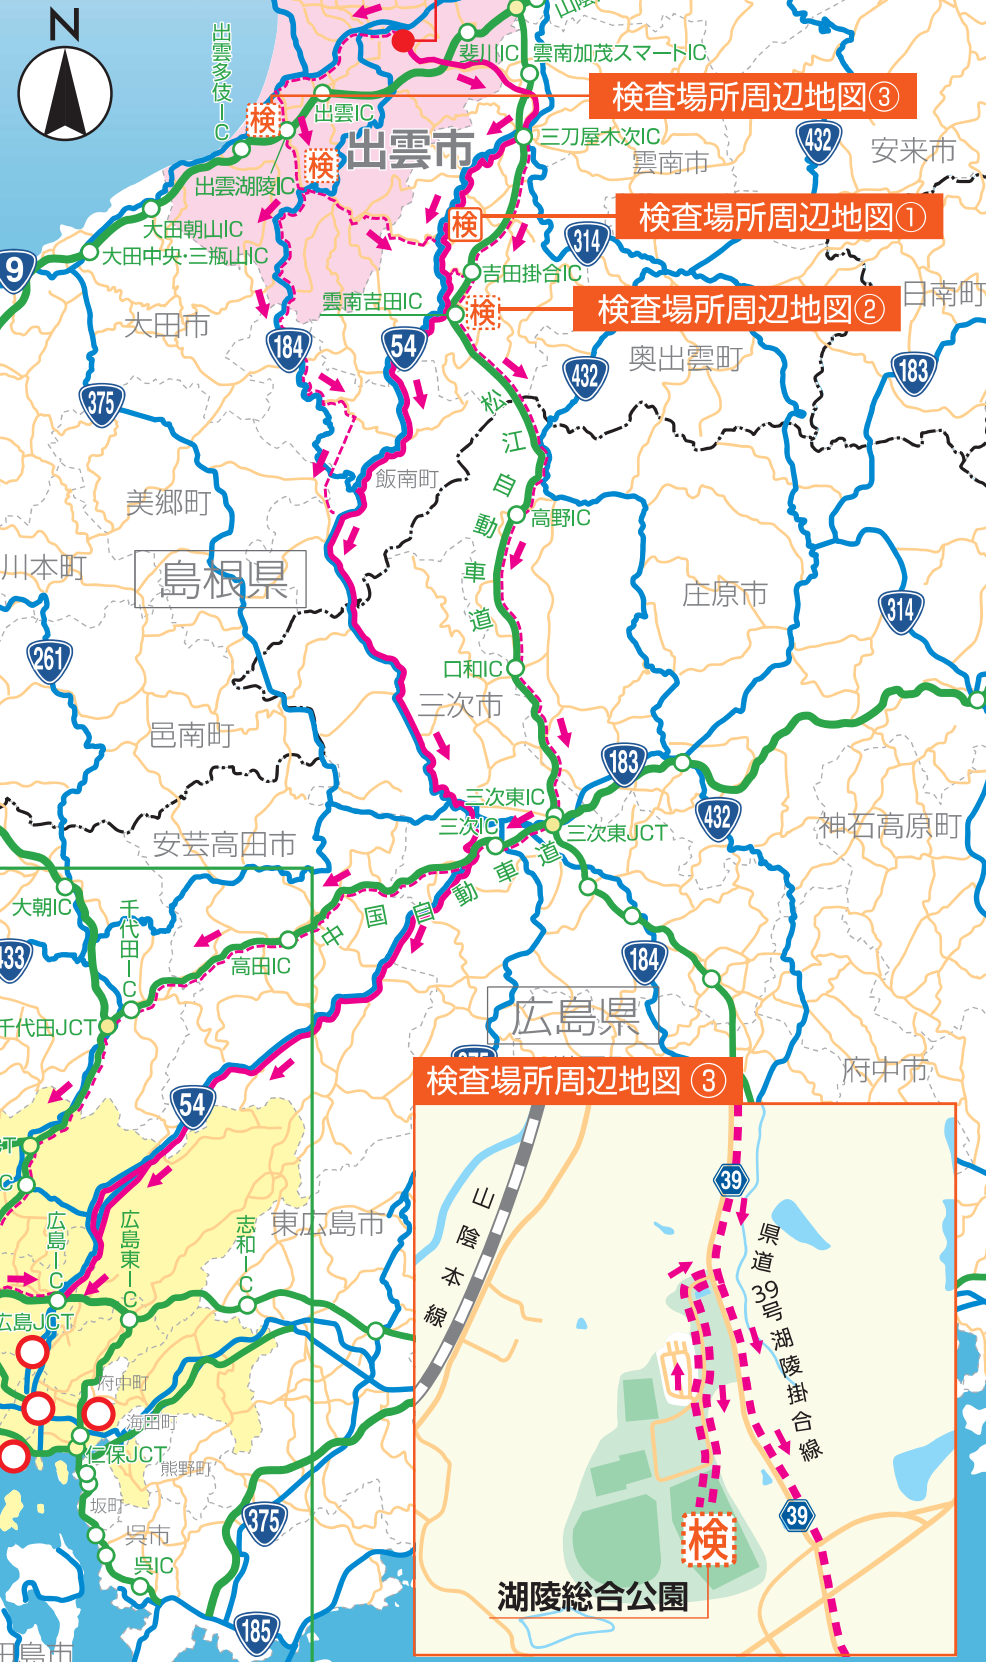 N
出雲多伎IC
斐川IC
雲南加茂スマートIC
検査場所周辺地図③
検
出雲IC
出雲市
三刀屋木次IC
432
安来市
雲南市
検
出雲湖陵IC
検査場所周辺地図①
大田朝山IC
検
314
9
大田中央・三瓶山IC
吉田掛合IC
日南町
雲南吉田IC
検
検査場所周辺地図②
大田市
184
54
奥出雲町
432
183
375
松江自動車道
飯南町
美郷町
高野IC
川本町
島根県
庄原市
314
261
口和IC
三次市
邑南町
183
三次東IC
432
三次IC
三次東JCT
神石高原町
安芸高田市
中国自動車道
大朝IC
千代田IC
433
高田IC
184
広島県
千代田JCT
375
府中市
54
検査場所周辺地図 ③
39
山陰本線
県道39号湖陵掛合線
東広島市
広島IC
広島東IC
志和IC
広島JCT
府中町
海田町
仁保JCT
熊野町
坂町
375
39
呉市
検
呉IC
湖陵総合公園
185